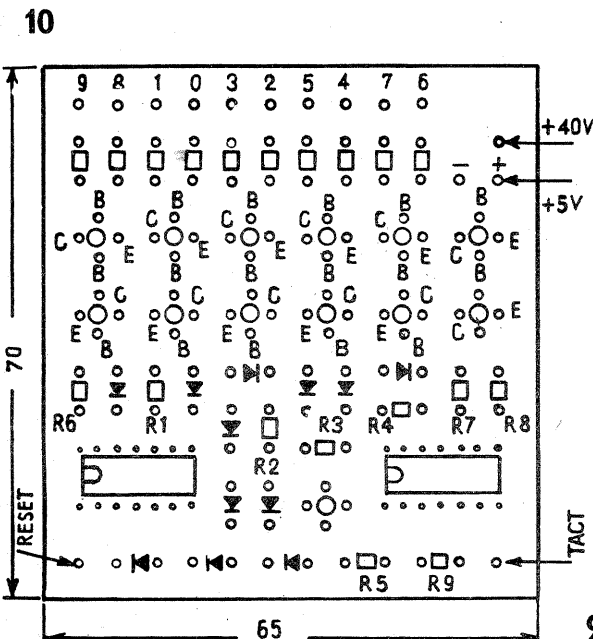 10
9 8 1 0 3 2 5 4 7 6
+40V
− +
+5V
B B B B B
C C C C C E
E E E E E C
B B B B B B
B B B B B B
C C C C C E
E E E E E C
B B B B B
70
R6 R1 R3 R4 R7 R8
R2
RESET
TACT
R5 R9
65